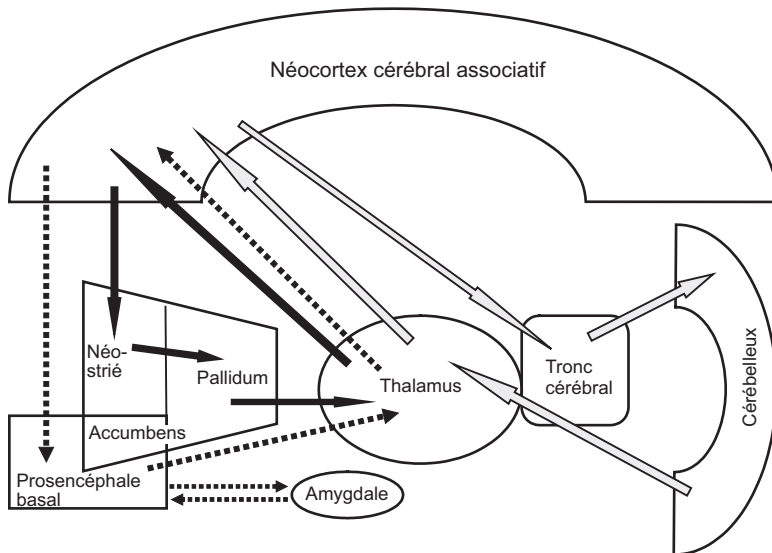 Néocortex cérébral associatif
Néo-
strié
Pallidum
Accumbens
Prosencéphale
basal
Amygdale
Thalamus
Tronc
cérébral
Cérébelleux